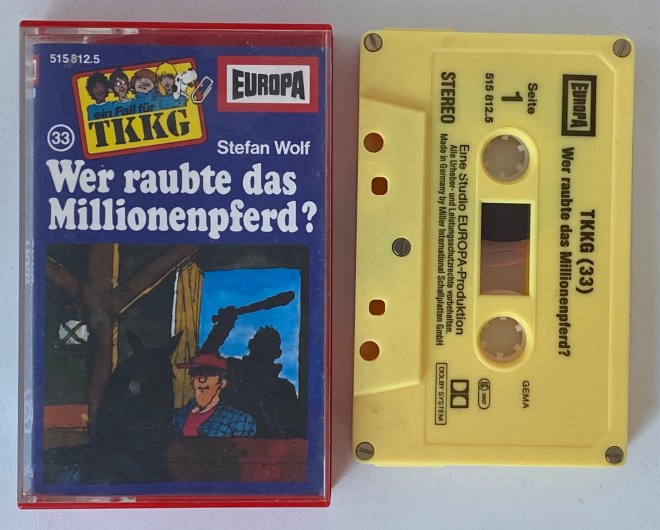 515 812.5
EUROPA
ein Fall für
TKKG
33
Stefan Wolf
Wer raubte das
Millionenpferd?
EUROPA
TKKG (33)
Wer raubte das Millionenpferd?
Seite
1
515 812.5
STEREO
GEMA
Eine Studio EUROPA-Produktion
Alle Urheber- und Leistungsschutzrechte vorbehalten.
Made in Germany by Miller International Schallplatten GmbH
DOLBY SYSTEM